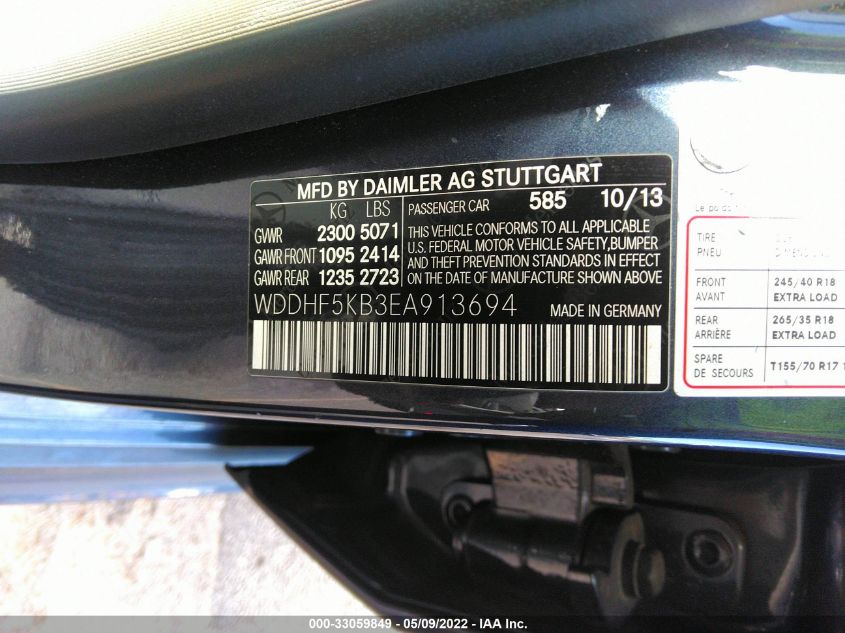 MFD BY DAIMLER AG STUTTGART
KG LBS
GVWR 2300 5071
GAWR FRONT 1095 2414
GAWR REAR 1235 2723
PASSENGER CAR 585 10/13
THIS VEHICLE CONFORMS TO ALL APPLICABLE
U.S. FEDERAL MOTOR VEHICLE SAFETY, BUMPER
AND THEFT PREVENTION STANDARDS IN EFFECT
ON THE DATE OF MANUFACTURE SHOWN ABOVE
WDDHF5KB3EA913694
MADE IN GERMANY
The
TIRE
PNEU
FRONT 245/40 R18
AVANT EXTRA LOAD
REAR 265/35 R18
ARRIÈRE EXTRA LOAD
SPARE
DE SECOURS T155/70 R17
000-33059849 - 05/09/2022 - IAA Inc.